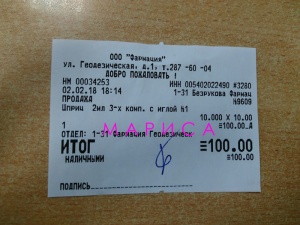 ООО "Фармация"
ул. Геодезическая, д.1, т.287 -60 -04
ДОБРО ПОЖАЛОВАТЬ !
НМ 00034253 ИНН 005402022490 #3280
02.02.18 18:14 1-31 Безрукова Фармац
ПРОДАЖА №9609
Шприц 2мл 3-х комп. с иглой №1
10.000 X 10.00
1 ≡100.00_А
МАРИСА
ОТДЕЛ: 1-31 Фармация Геодезическ
ИТОГ ≡100.00
НАЛИЧНЫМИ ≡100.00
ПОДПИСЬ